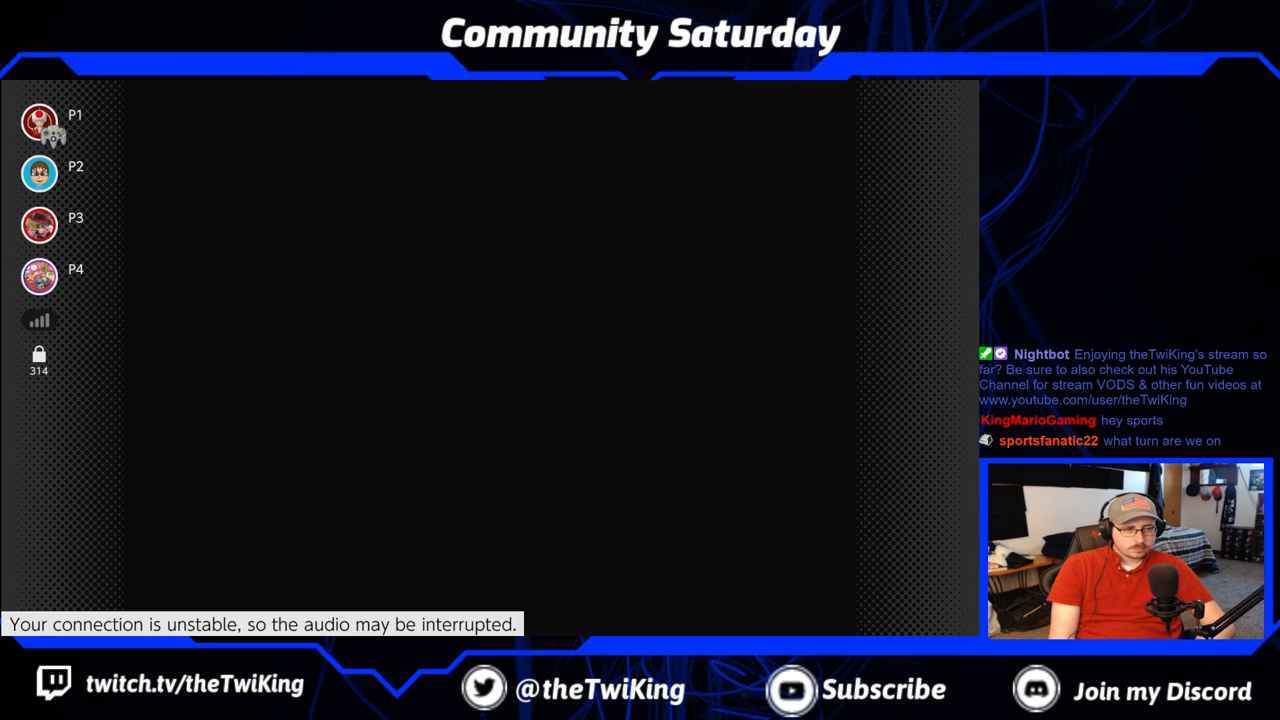 Community Saturday
P1
P2
P3
P4
314
Nightbot Enjoying theTwiKing's stream so
far? Be sure to also check out his YouTube
Channel for stream VODS & other fun videos at
www.youtube.com/user/theTwiKing
KingMarioGaming hey sports
sportsfanatic22 what turn are we on
Your connection is unstable, so the audio may be interrupted.
twitch.tv/theTwiKing
@theTwiKing
Subscribe
Join my Discord